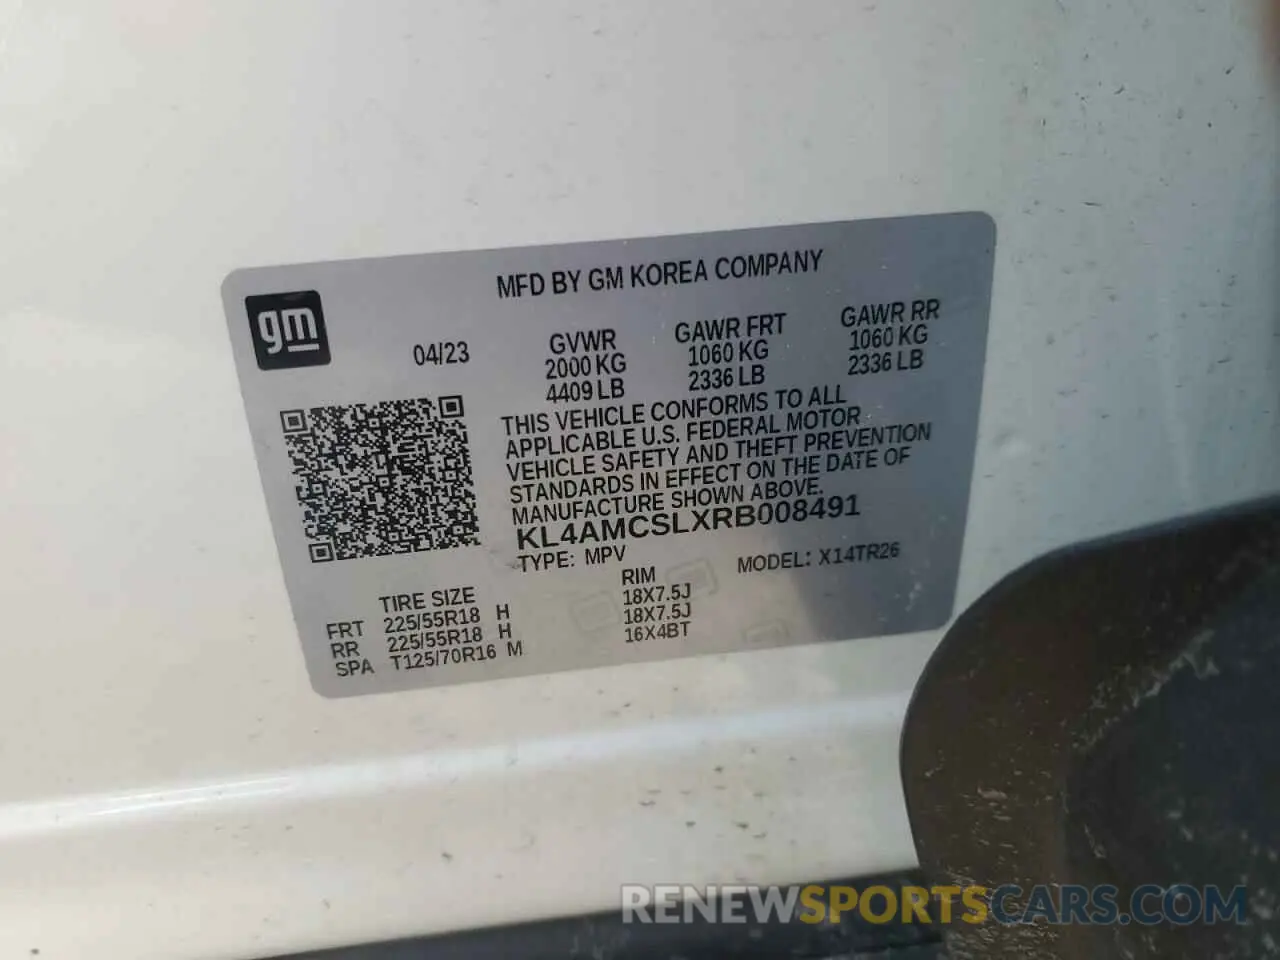 MFD BY GM KOREA COMPANY
gm
04/23
GVWR
2000 KG
4409 LB
GAWR FRT
1060 KG
2336 LB
GAWR RR
1060 KG
2336 LB
THIS VEHICLE CONFORMS TO ALL
APPLICABLE U.S. FEDERAL MOTOR
VEHICLE SAFETY AND THEFT PREVENTION
STANDARDS IN EFFECT ON THE DATE OF
MANUFACTURE SHOWN ABOVE.
KL4AMCSLXRB008491
TYPE: MPV
MODEL: X14TR26
TIRE SIZE RIM
FRT 225/55R18 H 18X7.5J
RR 225/55R18 H 18X7.5J
SPA T125/70R16 M 16X4BT
RENEWSPORTSCARS.COM